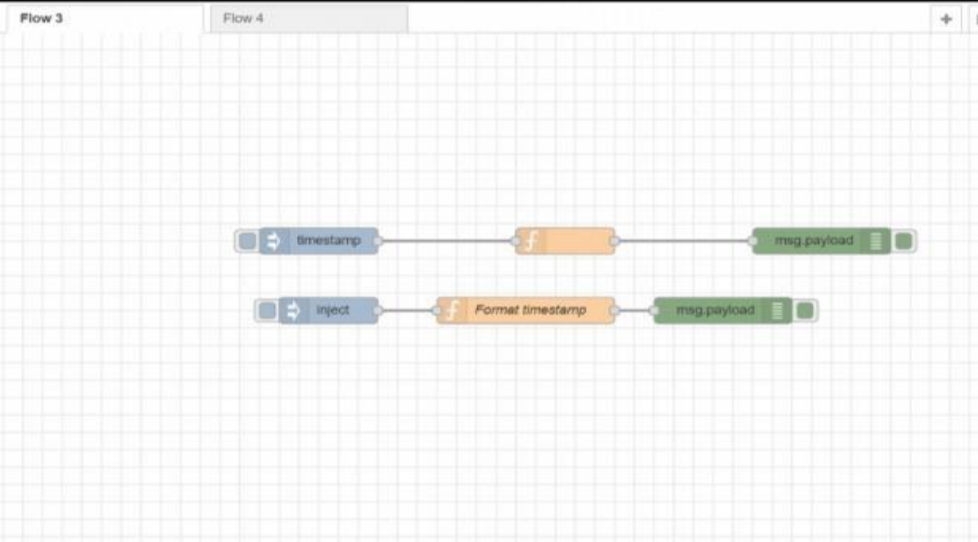 Flow 3
Flow 4
+
timestamp
f
msg.payload
inject
f
Format timestamp
msg.payload